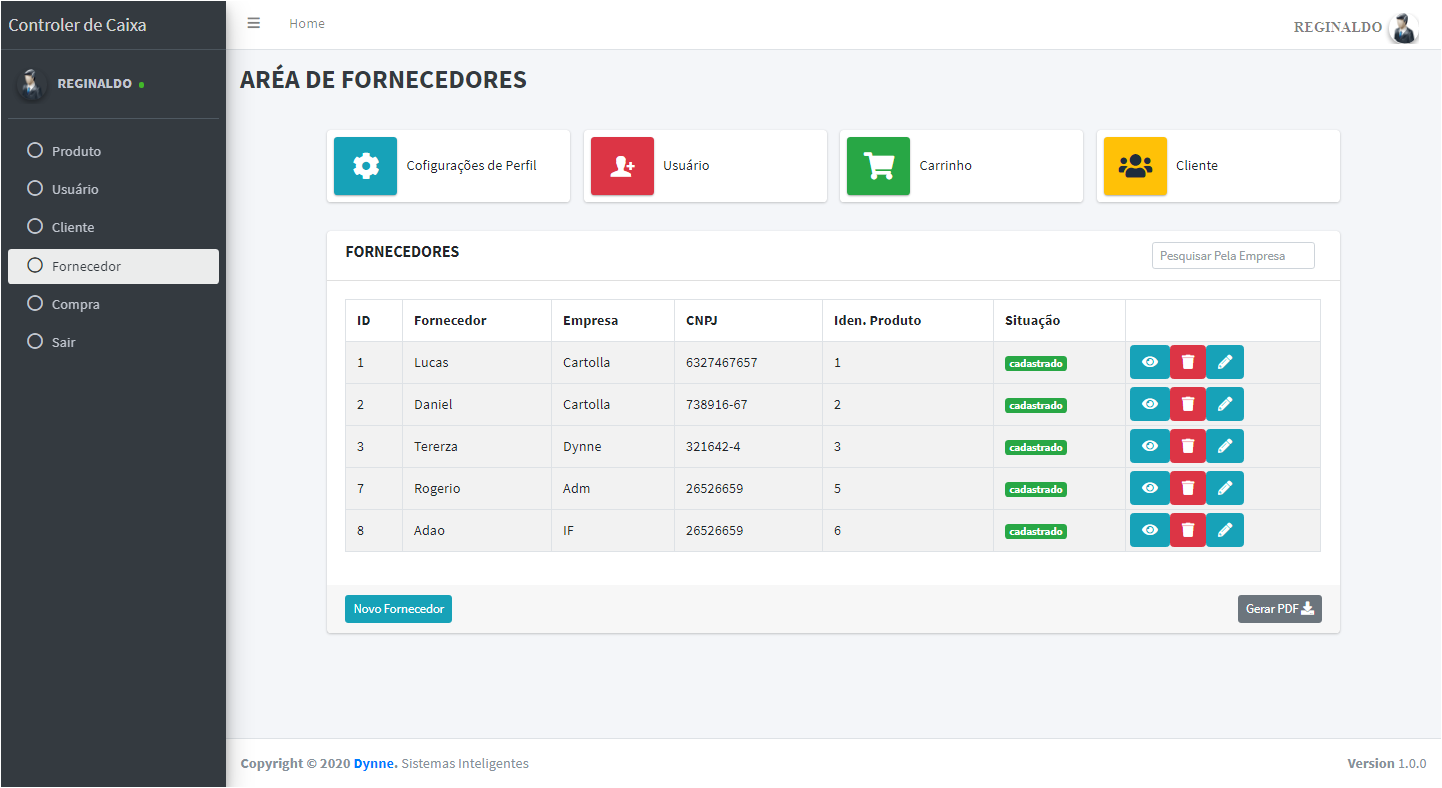 Controler de Caixa
Home
REGINALDO
REGINALDO
Produto
Usuário
Cliente
Fornecedor
Compra
Sair
ARÉA DE FORNECEDORES
Cofigurações de Perfil
Usuário
Carrinho
Cliente
FORNECEDORES
Pesquisar Pela Empresa
ID Fornecedor Empresa CNPJ Iden. Produto Situação
1 Lucas Cartolla 6327467657 1 cadastrado
2 Daniel Cartolla 738916-67 2 cadastrado
3 Tererza Dynne 321642-4 3 cadastrado
7 Rogerio Adm 26526659 5 cadastrado
8 Adao IF 26526659 6 cadastrado
Novo Fornecedor
Gerar PDF
Copyright © 2020 Dynne. Sistemas Inteligentes
Version 1.0.0